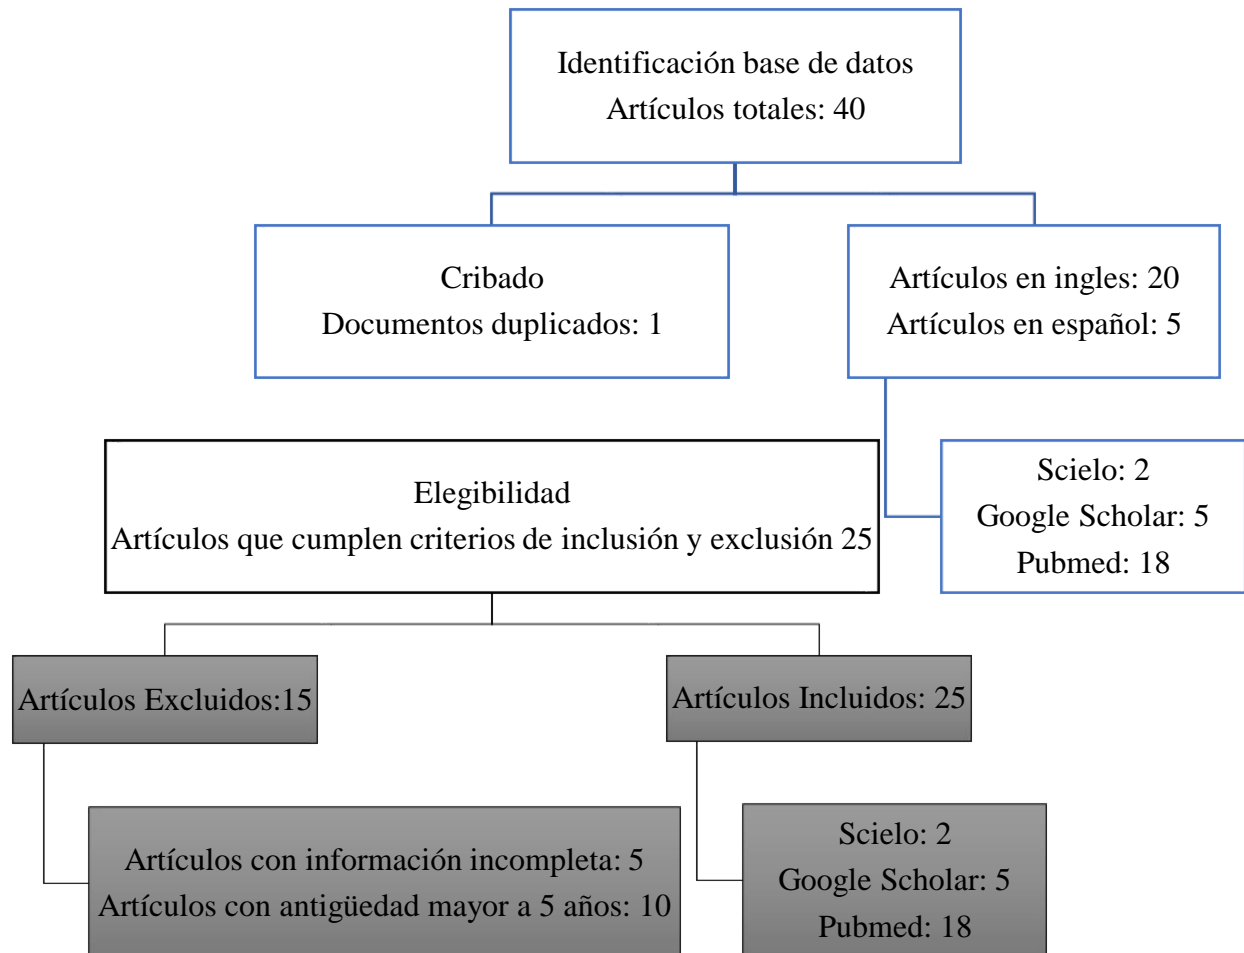 Identificación base de datos
Artículos totales: 40
Cribado
Documentos duplicados: 1
Artículos en ingles: 20
Artículos en español: 5
Scielo: 2
Google Scholar: 5
Pubmed: 18
Elegibilidad
Artículos que cumplen criterios de inclusión y exclusión 25
Artículos Excluidos:15
Artículos Incluidos: 25
Artículos con información incompleta: 5
Artículos con antigüedad mayor a 5 años: 10
Scielo: 2
Google Scholar: 5
Pubmed: 18